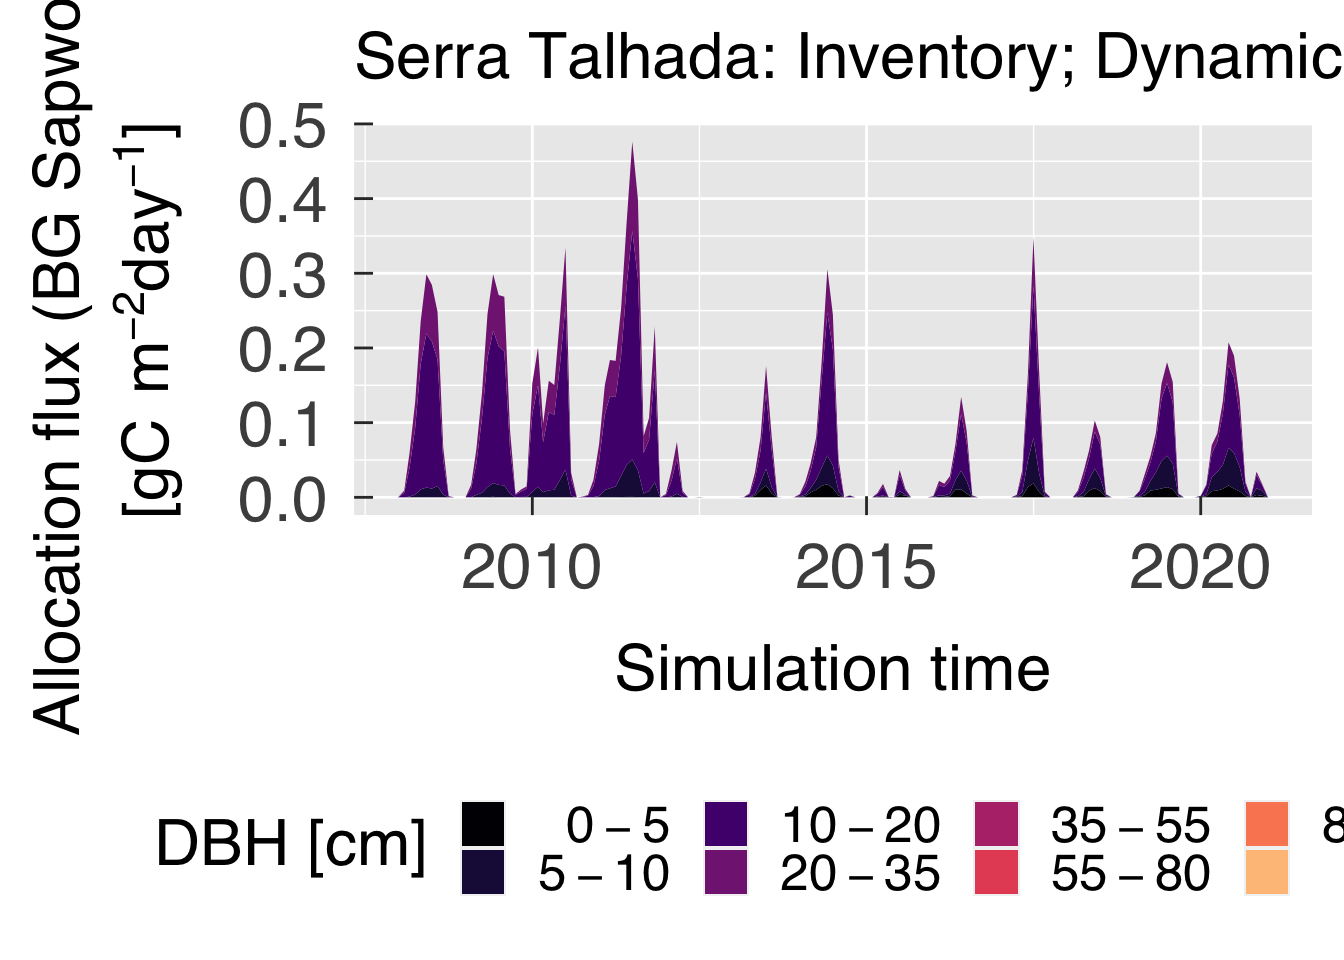 Serra Talhada: Inventory; Dynamic
Allocation flux (BG Sapwo
[gC m−2day−1]
0.5
0.4
0.3
0.2
0.1
0.0
2010 2015 2020
Simulation time
DBH [cm]
0 – 5 10 – 20 35 – 55 8
5 – 10 20 – 35 55 – 80